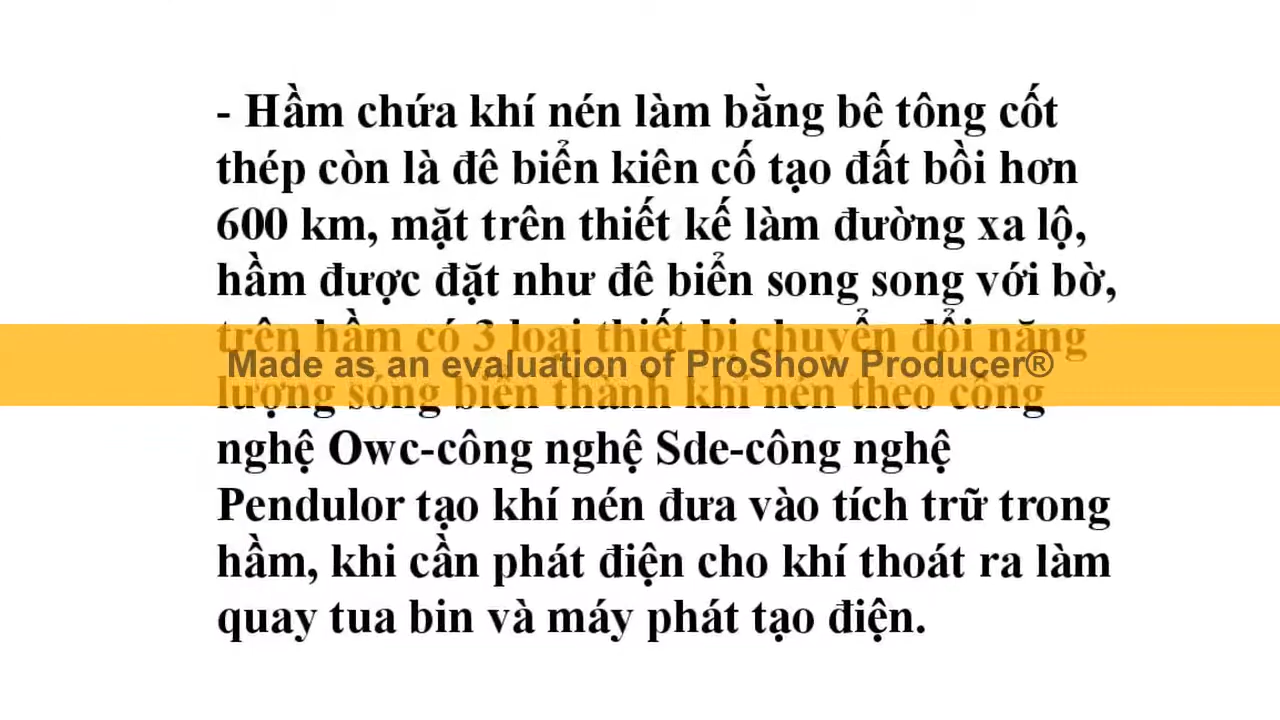 - Hầm chứa khí nén làm bằng bê tông cốt
thép còn là đê biển kiên cố tạo đất bồi hơn
600 km, mặt trên thiết kế làm đường xa lộ,
hầm được đặt như đê biển song song với bờ,
trên hầm có 3 loại thiết bị chuyển đổi năng
Made as an evaluation of ProShow Producer®
lượng sóng biển thành khí nén theo công
nghệ Owc-công nghệ Sde-công nghệ
Pendulor tạo khí nén đưa vào tích trữ trong
hầm, khi cần phát điện cho khí thoát ra làm
quay tua bin và máy phát tạo điện.